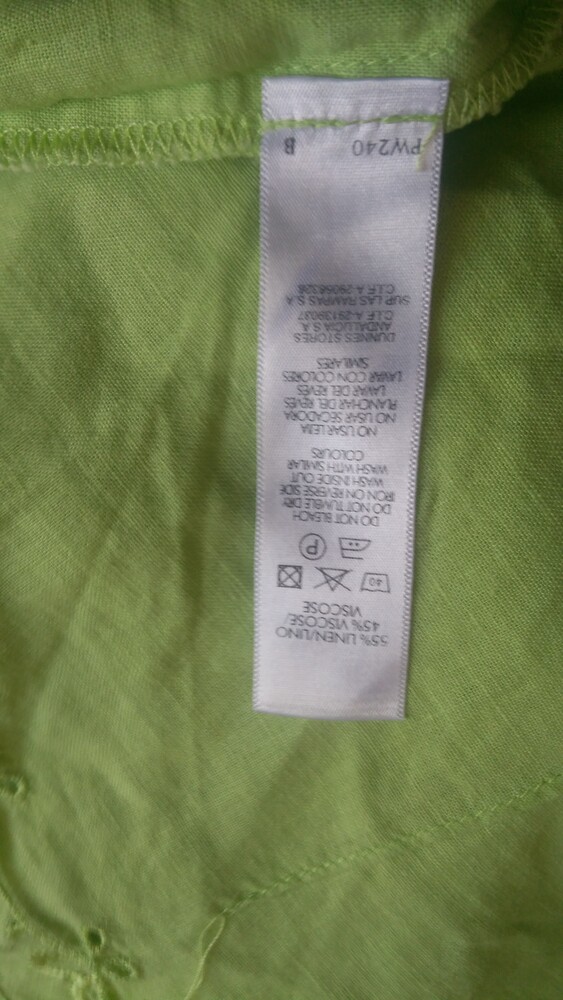 55% LINEN/LINO
45% VISCOSE/
VISCOSE
40
P
DO NOT BLEACH
DO NOT TUMBLE DRY
IRON ON REVERSE SIDE
WASH INSIDE OUT
WASH WITH SIMILAR
COLOURS
NO USAR LEJIA
NO USAR SECADORA
PLANCHAR DEL REVES
LAVAR DEL REVES
LAVAR CON COLORES
SIMILARES
DUNNES STORES
ANDALUCIA S.A
C.I.F. A-29139037
SUP LAS RAMPAS S.A
C.I.F. A-29056326
PW240 B